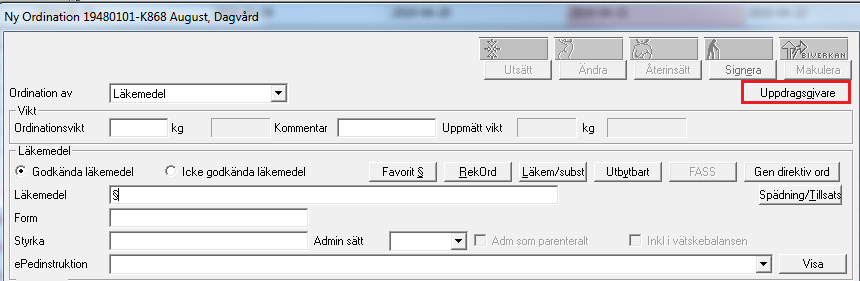 Ny Ordination 19480101-K868 August, Dagvård
BIVERKAN
Utsätt Ändra Återinsätt Signera Makulera
Ordination av Läkemedel Uppdragsgivare
Vikt
Ordinationsvikt kg Kommentar Uppmätt vikt kg
Läkemedel
Godkända läkemedel Icke godkända läkemedel Favorit § RekOrd Läkem/subst Utbytbart FASS Gen direktiv ord
Läkemedel § Spädning/Tillsats
Form
Styrka Admin sätt Adm som parenteralt Inkl i vätskebalansen
ePedinstruktion Visa